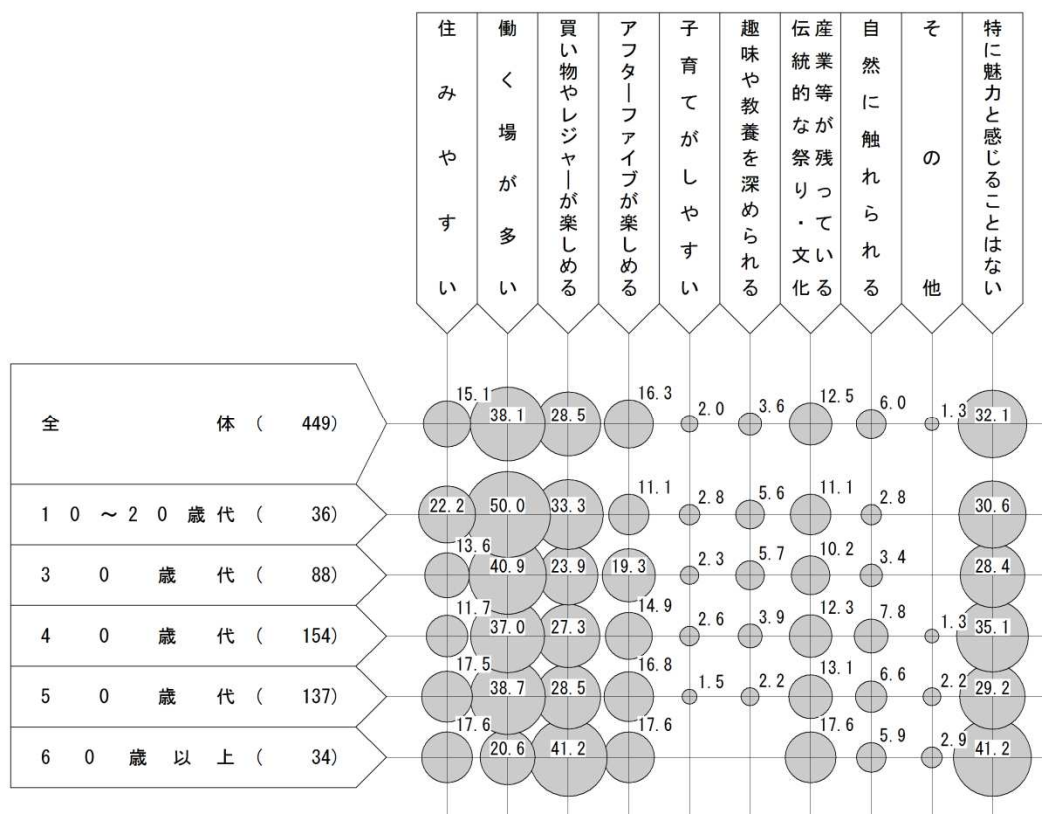 住みやすい
働く場が多い
買い物やレジャーが楽しめる
アフターファイブが楽しめる
子育てがしやすい
趣味や教養を深められる
伝統的な祭り・文化
産業等が残っている
自然に触れられる
その他
特に魅力と感じることはない
全体 ( 449)
15.1 38.1 28.5 16.3 2.0 3.6 12.5 6.0 1.3 32.1
10～20歳代 ( 36)
22.2 50.0 33.3 11.1 2.8 5.6 11.1 2.8 30.6
30歳代 ( 88)
13.6 40.9 23.9 19.3 2.3 5.7 10.2 3.4 28.4
40歳代 ( 154)
11.7 37.0 27.3 14.9 2.6 3.9 12.3 7.8 1.3 35.1
50歳代 ( 137)
17.5 38.7 28.5 16.8 1.5 2.2 13.1 6.6 2.2 29.2
60歳以上 ( 34)
17.6 20.6 41.2 17.6 17.6 5.9 2.9 41.2